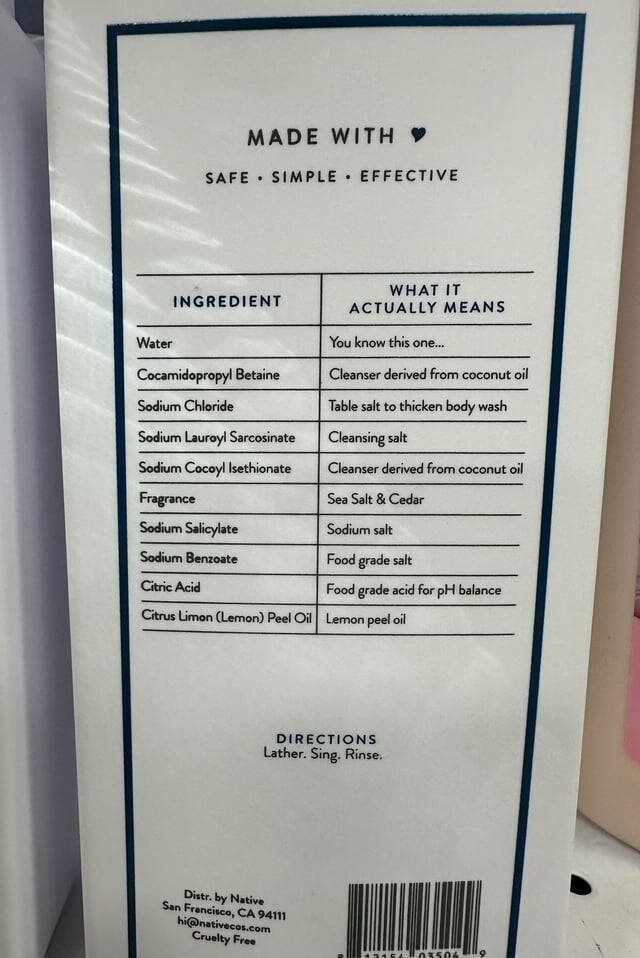 MADE WITH ♥
SAFE • SIMPLE • EFFECTIVE
INGREDIENT
WHAT IT
ACTUALLY MEANS
Water
You know this one...
Cocamidopropyl Betaine
Cleanser derived from coconut oil
Sodium Chloride
Table salt to thicken body wash
Sodium Lauroyl Sarcosinate
Cleansing salt
Sodium Cocoyl Isethionate
Cleanser derived from coconut oil
Fragrance
Sea Salt & Cedar
Sodium Salicylate
Sodium salt
Sodium Benzoate
Food grade salt
Citric Acid
Food grade acid for pH balance
Citrus Limon (Lemon) Peel Oil
Lemon peel oil
DIRECTIONS
Lather. Sing. Rinse.
Distr. by Native
San Francisco, CA 94111
hi@nativecos.com
Cruelty Free